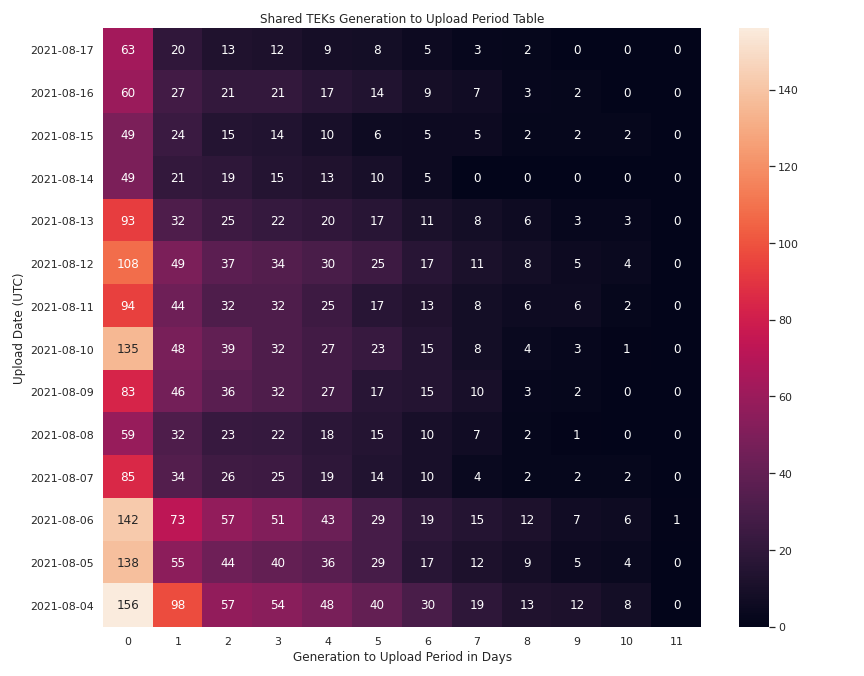 Shared TEKs Generation to Upload Period Table
2021-08-17 63 20 13 12 9 8 5 3 2 0 0 0
2021-08-16 60 27 21 21 17 14 9 7 3 2 0 0
2021-08-15 49 24 15 14 10 6 5 5 2 2 2 0
2021-08-14 49 21 19 15 13 10 5 0 0 0 0 0
2021-08-13 93 32 25 22 20 17 11 8 6 3 3 0
2021-08-12 108 49 37 34 30 25 17 11 8 5 4 0
2021-08-11 94 44 32 32 25 17 13 8 6 6 2 0
2021-08-10 135 48 39 32 27 23 15 8 4 3 1 0
2021-08-09 83 46 36 32 27 17 15 10 3 2 0 0
2021-08-08 59 32 23 22 18 15 10 7 2 1 0 0
2021-08-07 85 34 26 25 19 14 10 4 2 2 2 0
2021-08-06 142 73 57 51 43 29 19 15 12 7 6 1
2021-08-05 138 55 44 40 36 29 17 12 9 5 4 0
2021-08-04 156 98 57 54 48 40 30 19 13 12 8 0
0 1 2 3 4 5 6 7 8 9 10 11
Generation to Upload Period in Days
Upload Date (UTC)
140
120
100
80
60
40
20
0